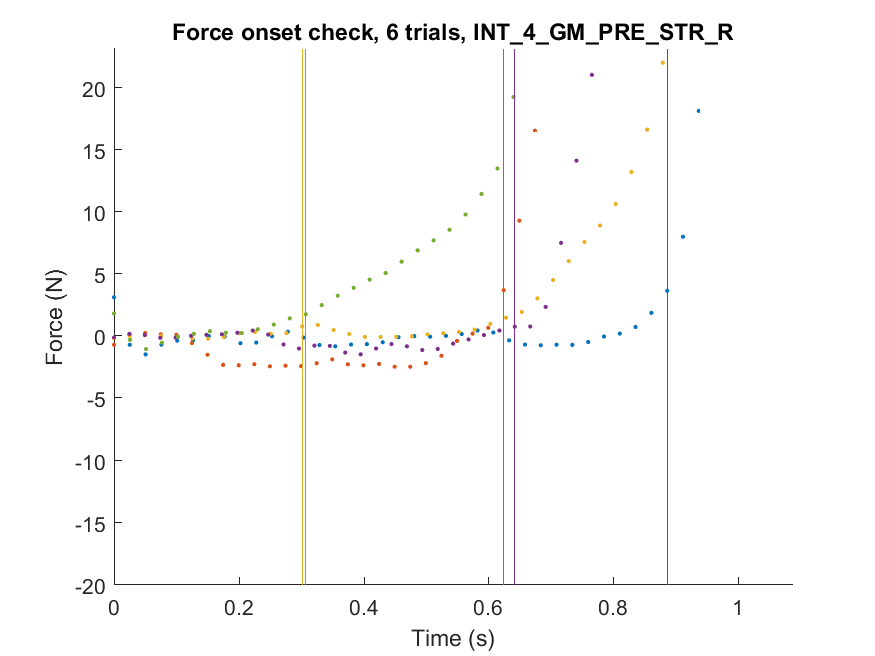 Force onset check, 6 trials, INT_4_GM_PRE_STR_R
Force (N)
20
15
10
5
0
-5
-10
-15
-20
0 0.2 0.4 0.6 0.8 1
Time (s)